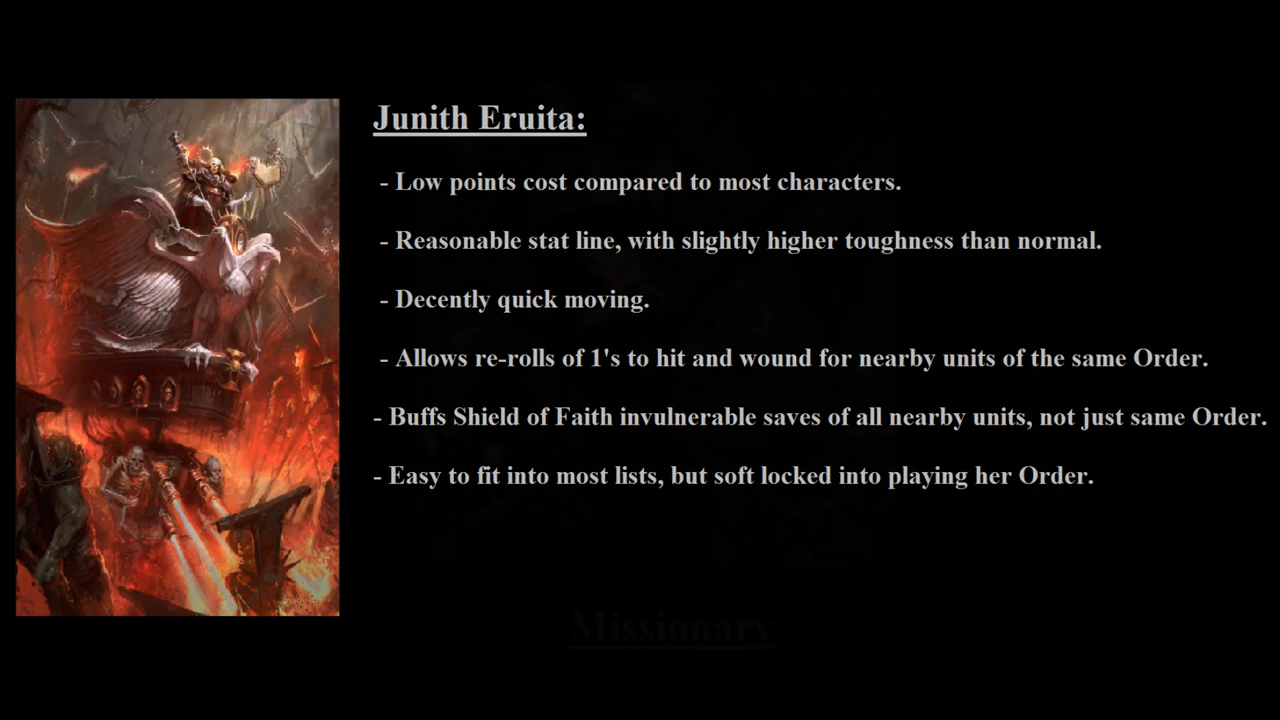 Junith Eruita:
- Low points cost compared to most characters.
- Reasonable stat line, with slightly higher toughness than normal.
- Decently quick moving.
- Allows re-rolls of 1's to hit and wound for nearby units of the same Order.
- Buffs Shield of Faith invulnerable saves of all nearby units, not just same Order.
- Easy to fit into most lists, but soft locked into playing her Order.
Missionary